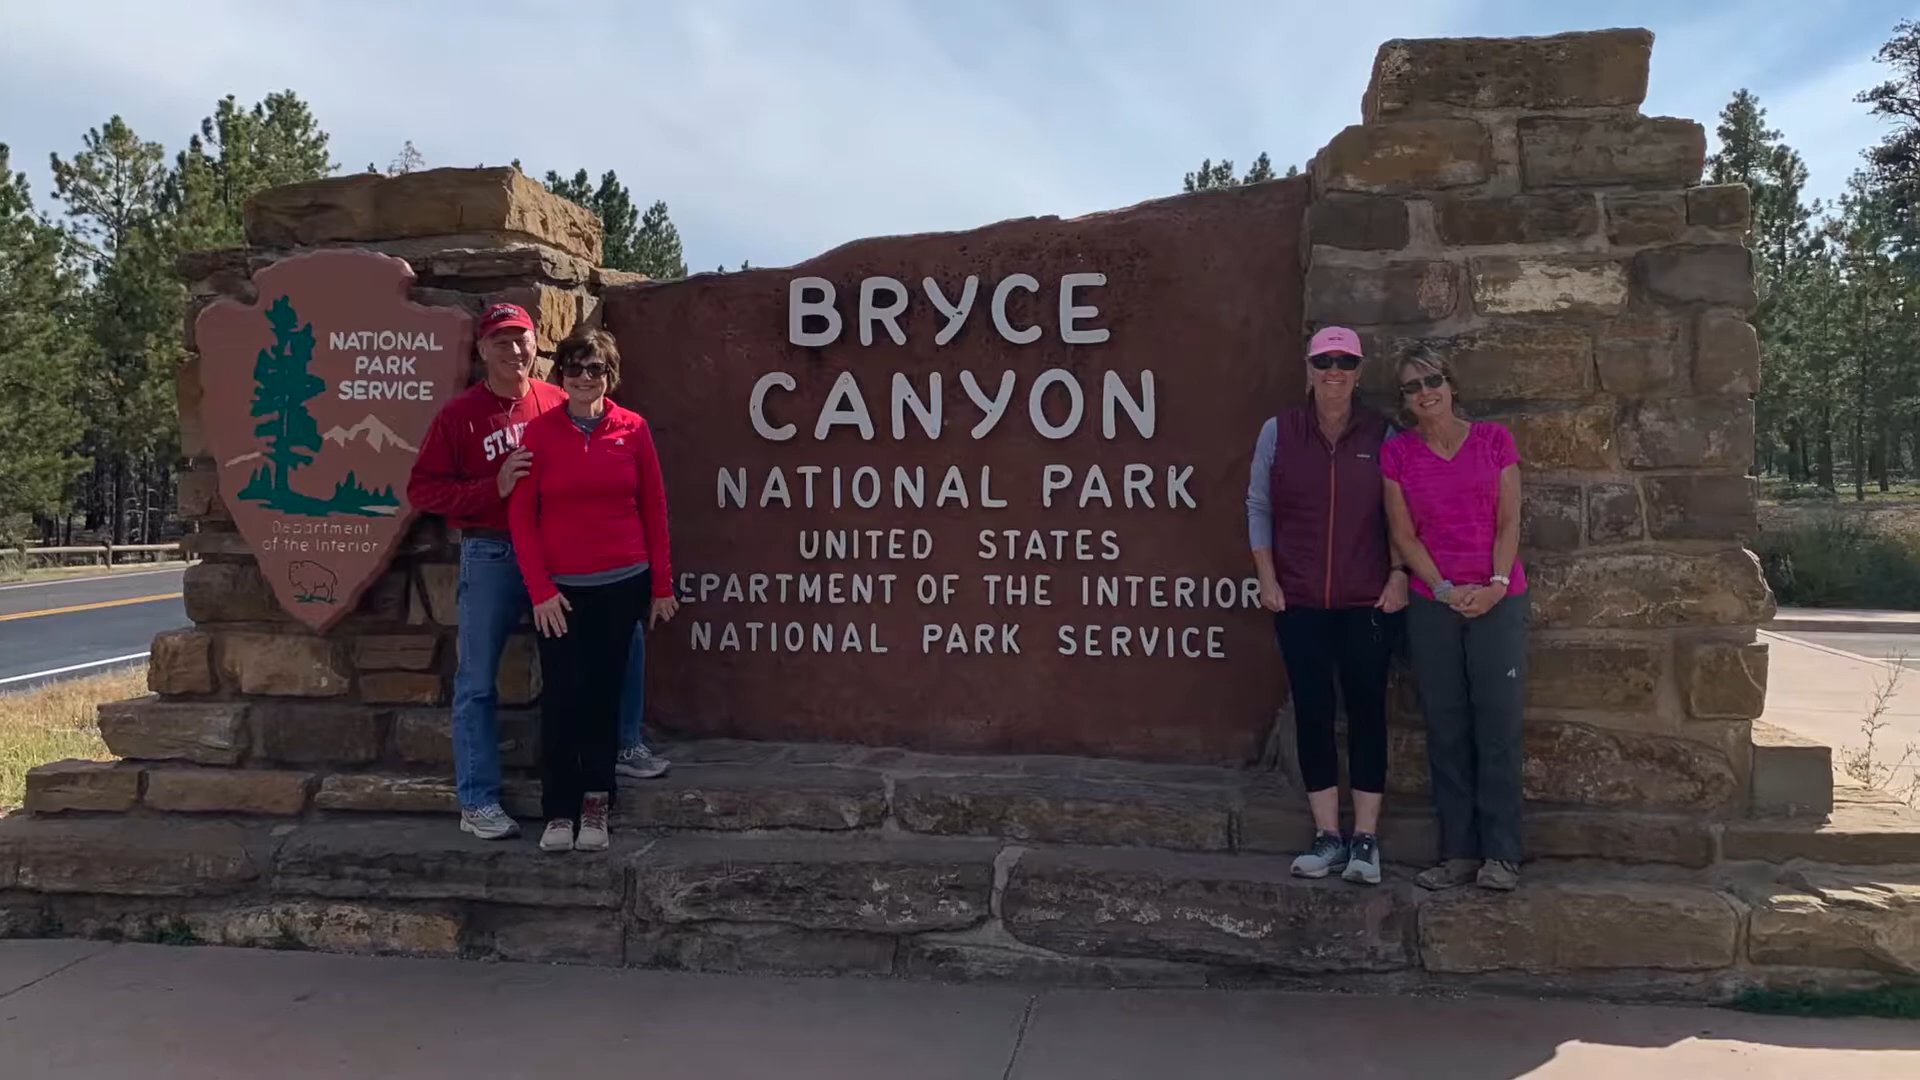 NATIONAL
PARK
SERVICE
Department
of the Interior
BRYCE
CANYON
NATIONAL PARK
UNITED STATES
EPARTMENT OF THE INTERIOR
NATIONAL PARK SERVICE
STA